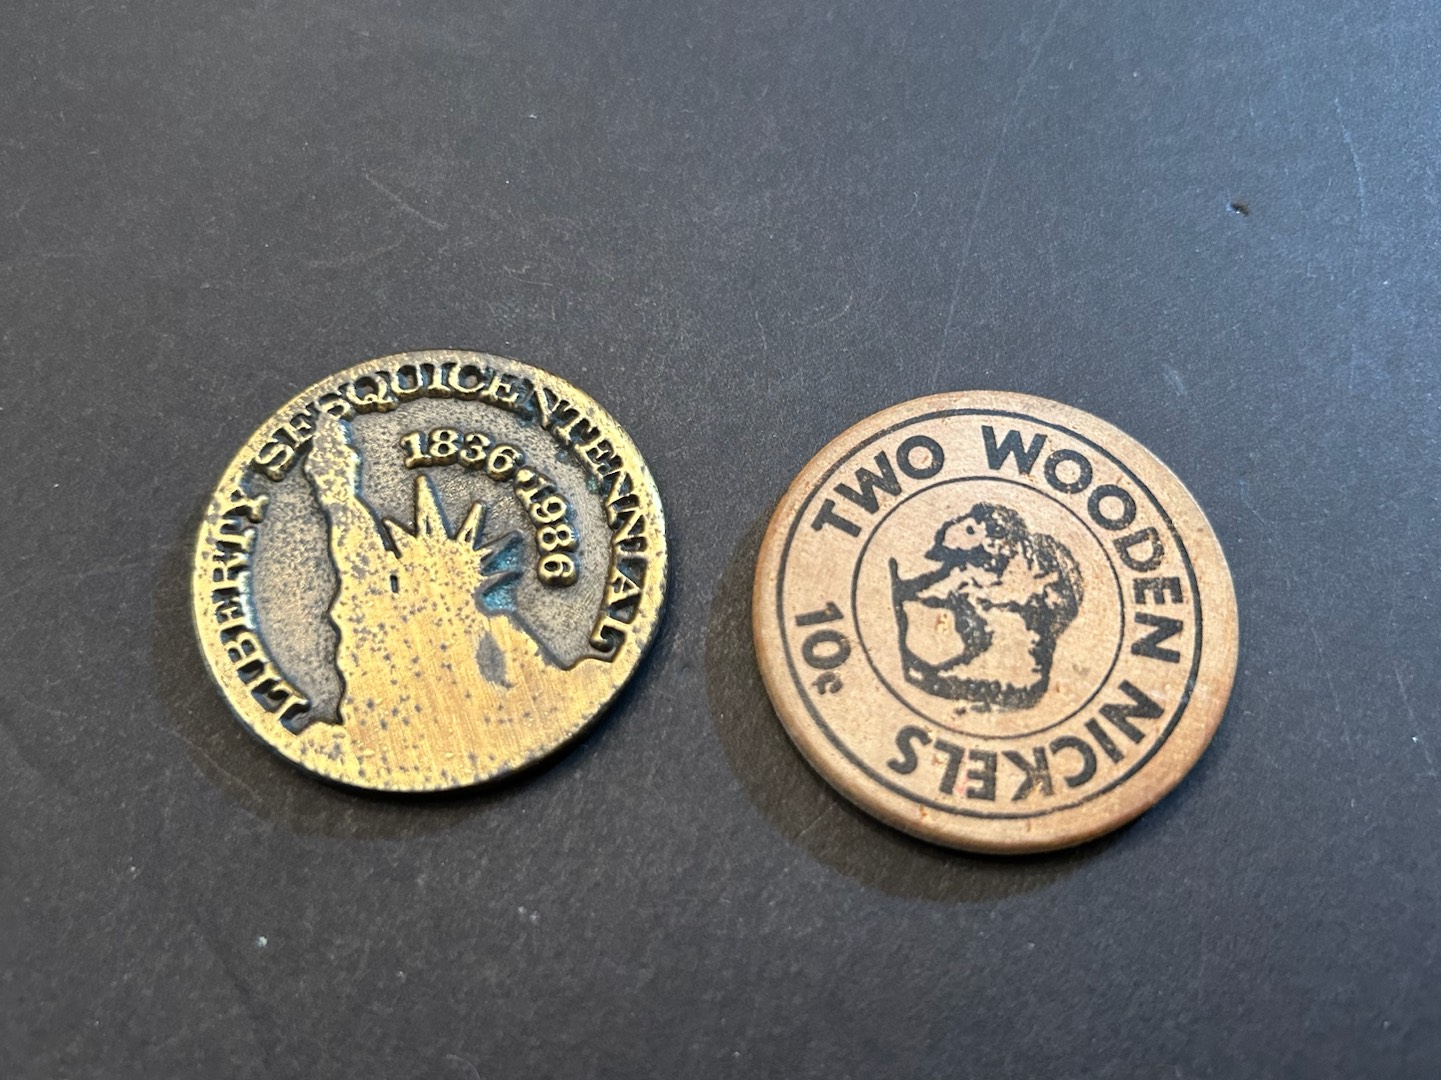 LIBERTY SESQUICENTENNIAL
1836•1986
TWO WOODEN NICKELS
10¢